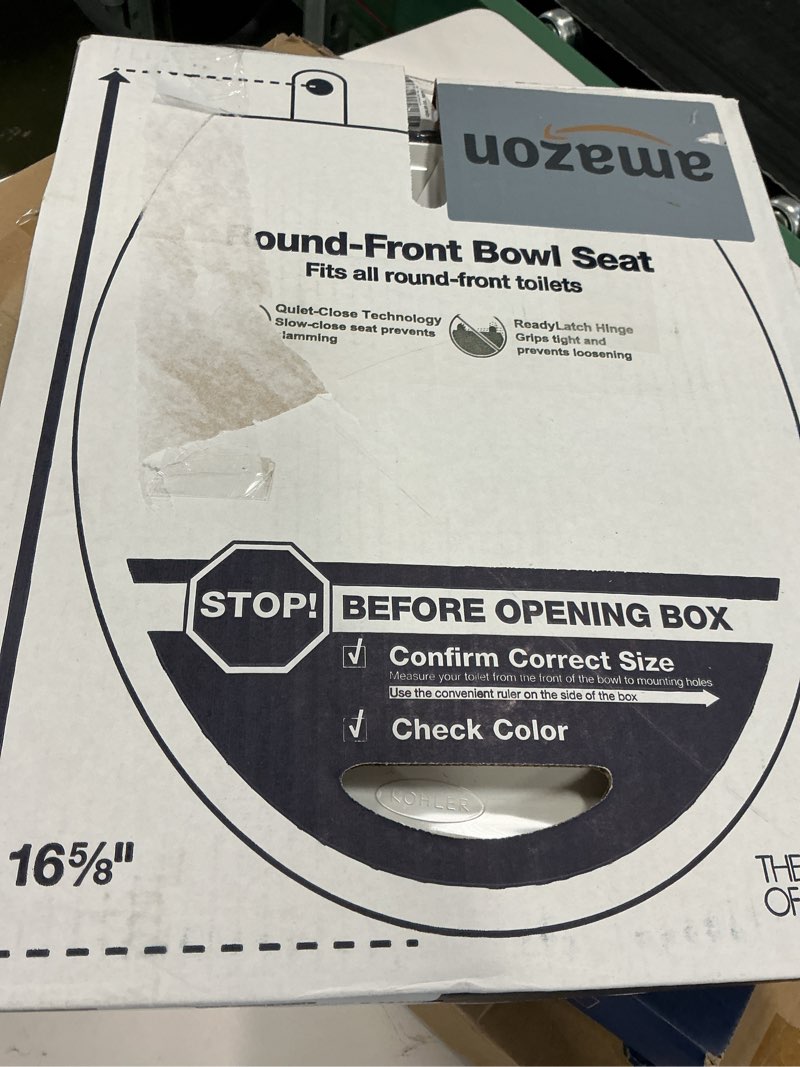 amazon
Round-Front Bowl Seat
Fits all round-front toilets
Quiet-Close Technology
Slow-close seat prevents
lamming
ReadyLatch Hinge
Grips tight and
prevents loosening
STOP!
BEFORE OPENING BOX
Confirm Correct Size
Measure your toilet from the front of the bowl to mounting holes
Use the convenient ruler on the side of the box
Check Color
KOHLER
16⅝"
THE
OF